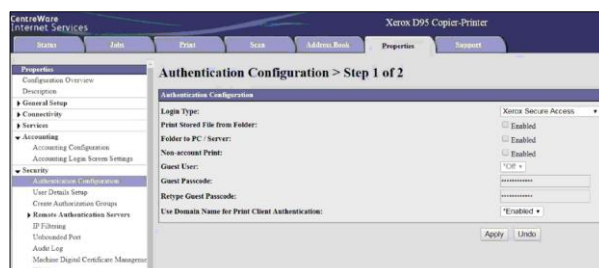 CentreWare
Internet Services
Xerox D95 Copier-Printer
Status Jobs Print Scan Address Book Properties Support
Properties
Configuration Overview
Description
General Setup
Connectivity
Services
Accounting
Accounting Configuration
Accounting Login Screen Settings
Security
Authentication Configuration
User Details Setup
Create Authorization Groups
Remote Authentication Servers
IP Filtering
Unbounded Port
Audit Log
Machine Digital Certificate Manageme
Authentication Configuration > Step 1 of 2
Authentication Configuration
Login Type: Xerox Secure Access
Print Stored File from Folder: Enabled
Folder to PC / Server: Enabled
Non-account Print: Enabled
Guest User: *Off
Guest Passcode: ••••••••••••
Retype Guest Passcode: ••••••••••••
Use Domain Name for Print Client Authentication: *Enabled
Apply Undo